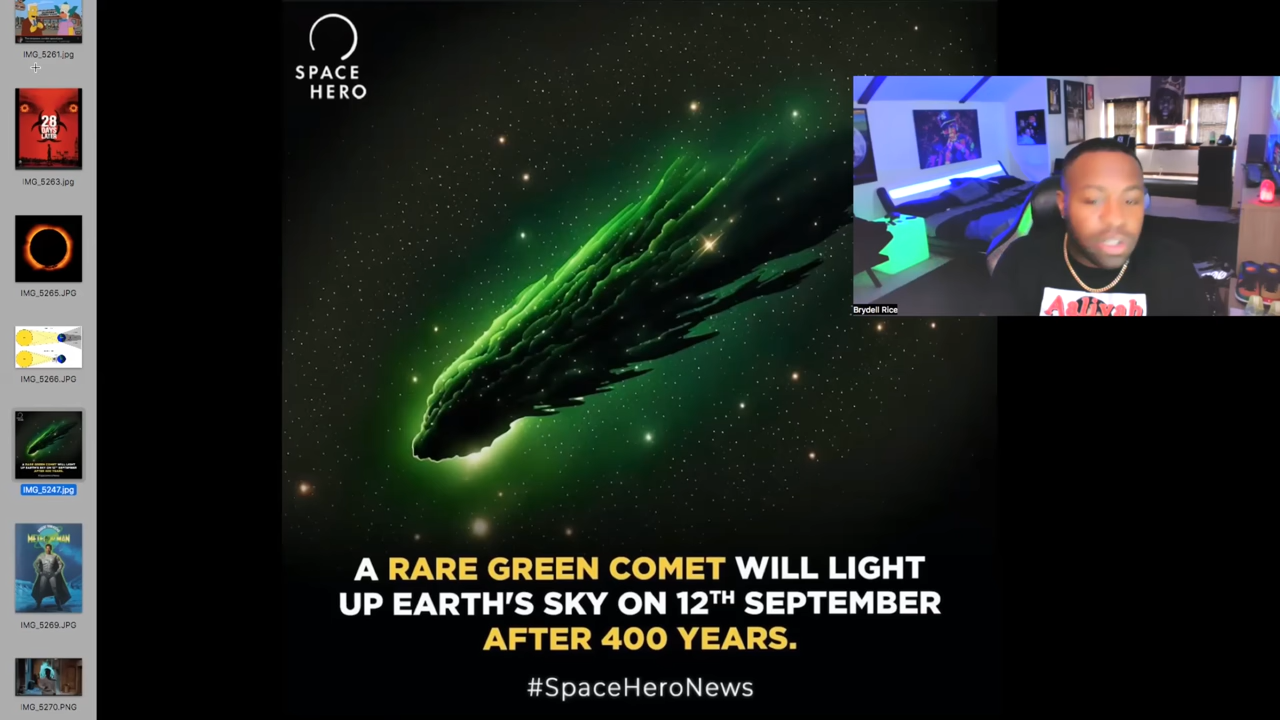 IMG_5261.jpg
28
DAYS
LATER
IMG_5263.jpg
IMG_5265.JPG
IMG_5266.JPG
IMG_5247.jpg
IMG_5269.JPG
IMG_5270.PNG
SPACE
HERO
A RARE GREEN COMET WILL LIGHT
UP EARTH'S SKY ON 12TH SEPTEMBER
AFTER 400 YEARS.
#SpaceHeroNews
Brydell Rice
Aaliyah